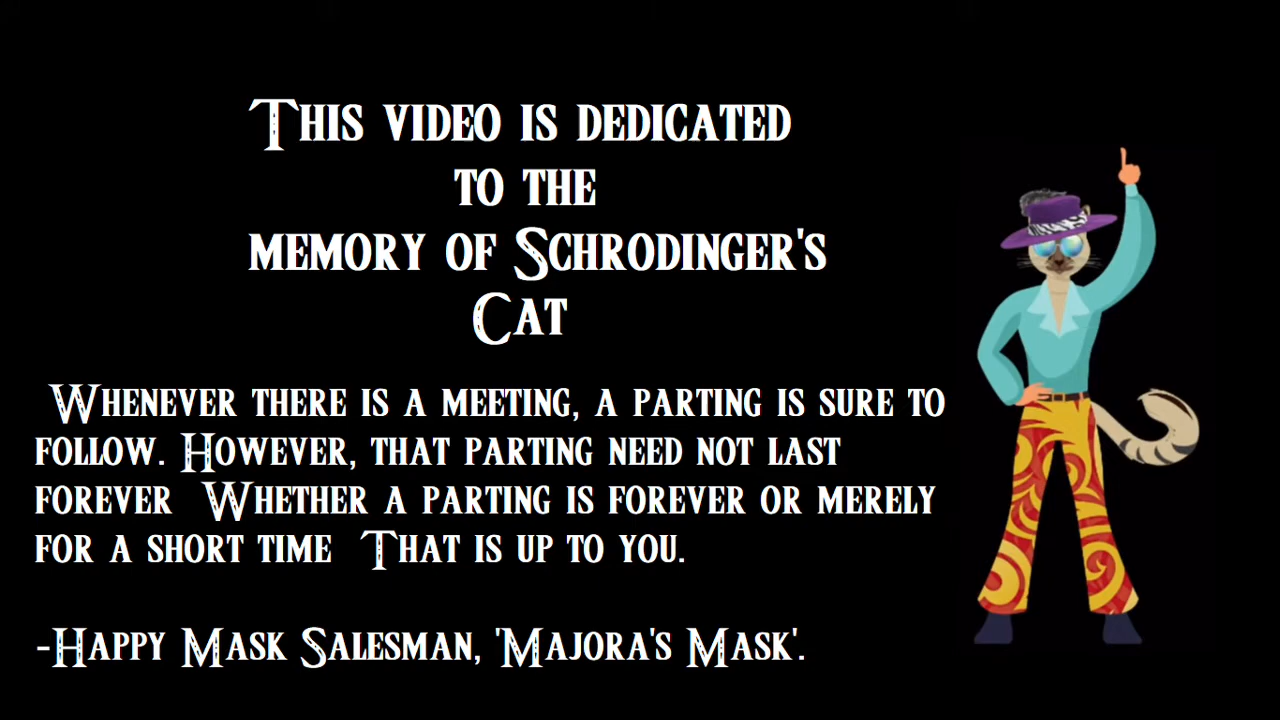 This video is dedicated
to the
memory of Schrodinger's
Cat
Whenever there is a meeting, a parting is sure to
follow. However, that parting need not last
forever Whether a parting is forever or merely
for a short time That is up to you.
-Happy Mask Salesman, 'Majora's Mask'.